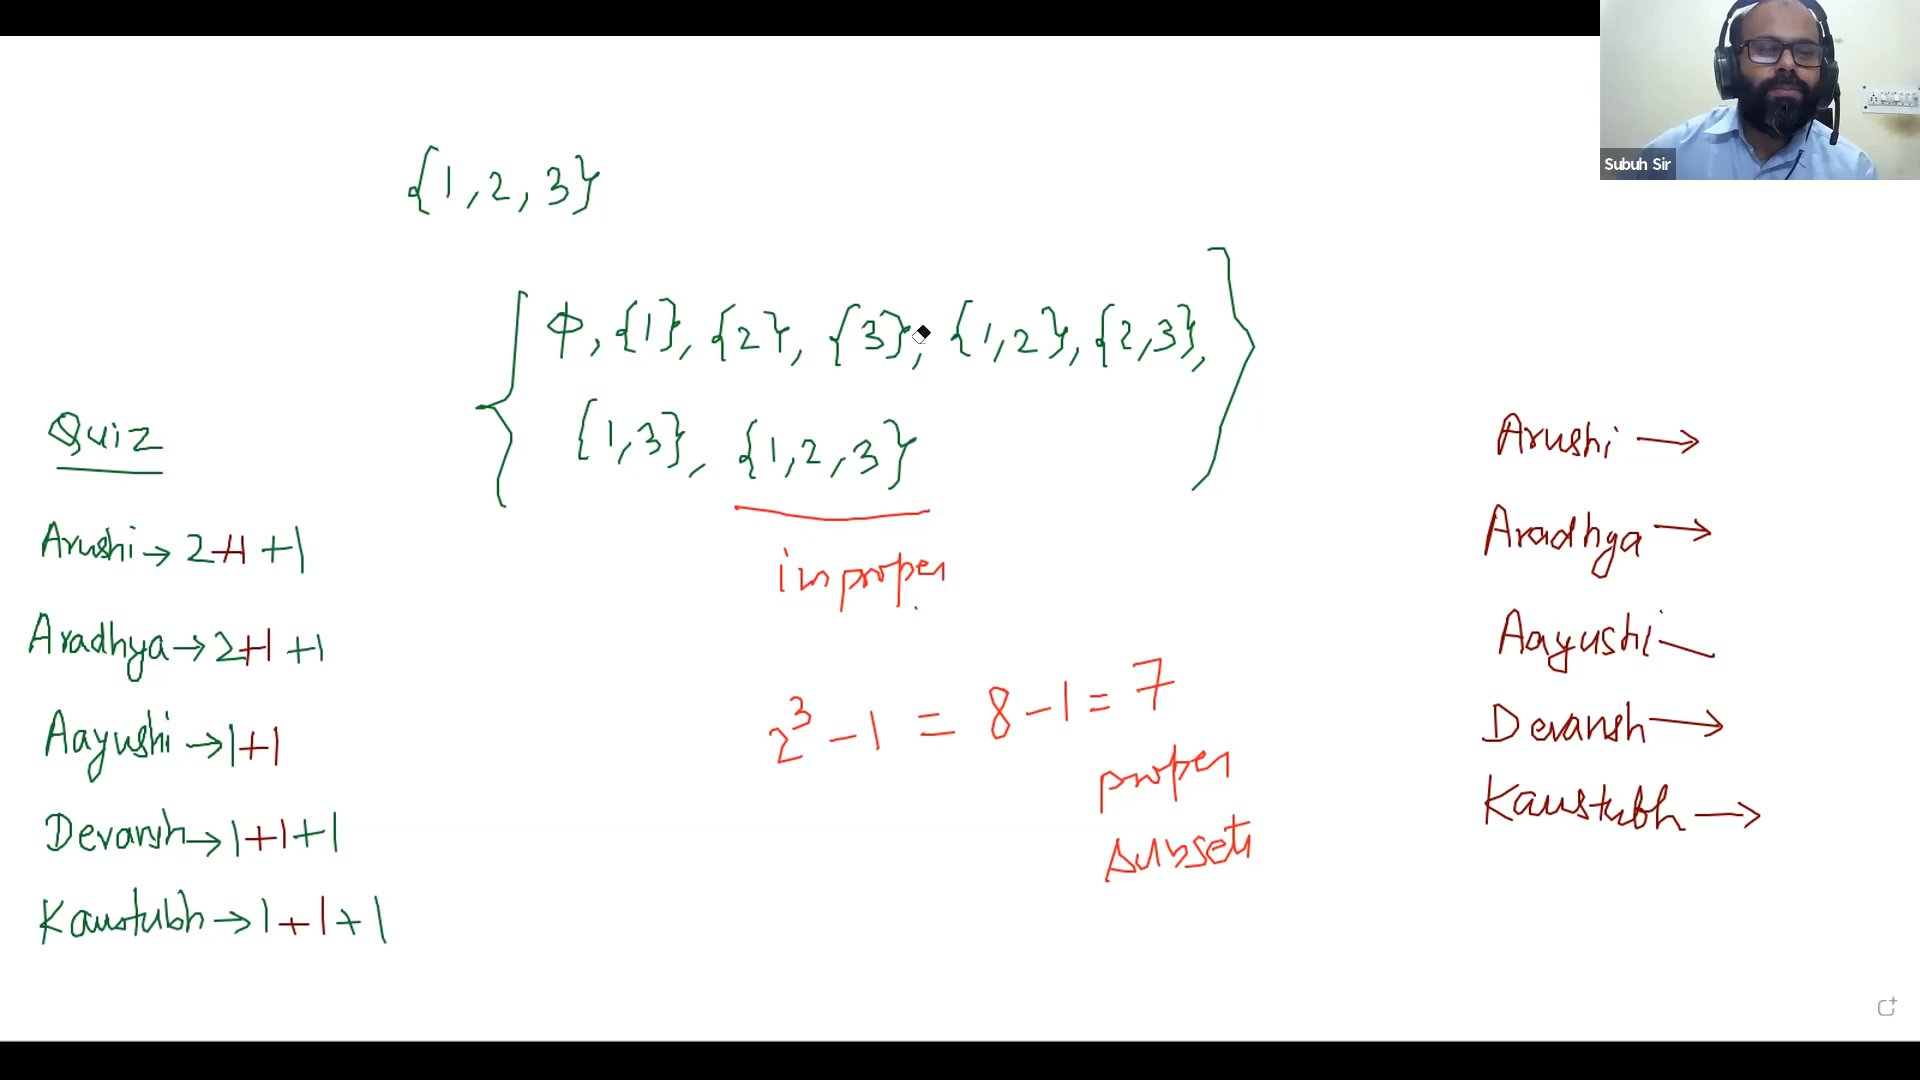 Subuh Sir
{1, 2, 3}
{ φ, {1}, {2}, {3}, {1,2}, {2,3},
{1,3}, {1,2,3} }
improper
2³ - 1 = 8 - 1 = 7
proper
subsets
Quiz
Arushi → 2+1 +1
Aradhya → 2+1 +1
Aayushi → 1+1
Devansh → 1+1+1
Kaustubh → 1+1+1
Arushi →
Aradhya →
Aayushi —
Devansh →
Kaustubh →